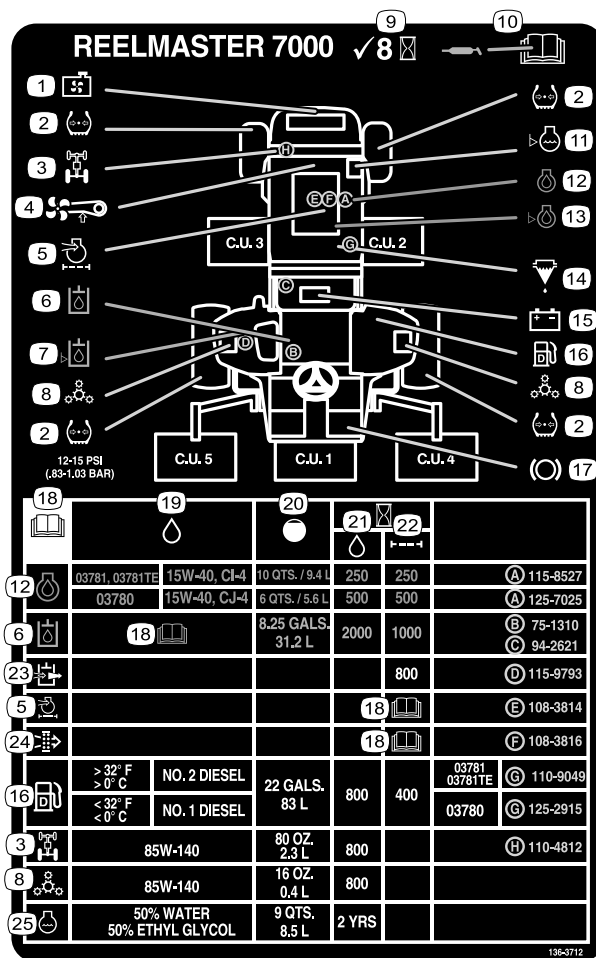 REELMASTER 7000 ✓8
9
10
1
2
2
3
H
11
12
4
E F A
13
5
C.U. 3
C.U. 2
G
14
6
C
15
+ -
7
D
B
16
D
8
8
2
2
12-15 PSI
(.83-1.03 BAR)
C.U. 5
C.U. 1
C.U. 4
17
18
19
20
21
22
12
03781, 03781TE
15W-40, CI-4
10 QTS. / 9.4 L
250
250
A 115-8527
03780
15W-40, CJ-4
6 QTS. / 5.6 L
500
500
A 125-7025
6
18
8.25 GALS.
31.2 L
2000
1000
B 75-1310
C 94-2621
23
800
D 115-9793
5
18
E 108-3814
24
18
F 108-3816
16
D
> 32° F
> 0° C
NO. 2 DIESEL
22 GALS.
83 L
800
400
03781
03781TE
G 110-9049
< 32° F
< 0° C
NO. 1 DIESEL
03780
G 125-2915
3
85W-140
80 OZ.
2.3 L
800
H 110-4812
8
85W-140
16 OZ.
0.4 L
800
25
50% WATER
50% ETHYL GLYCOL
9 QTS.
8.5 L
2 YRS
136-3712